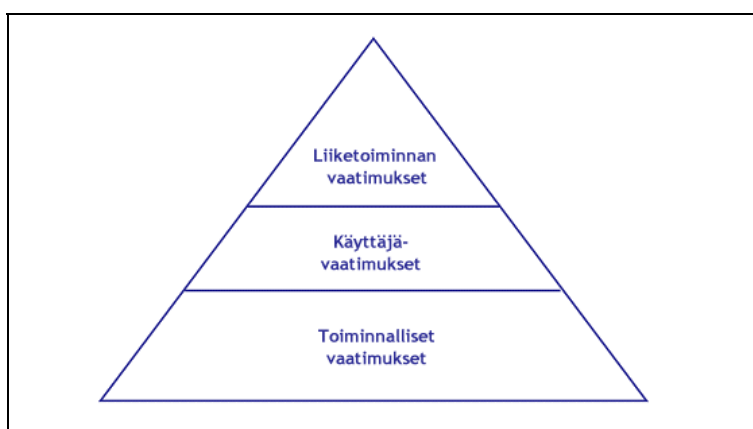 Liiketoiminnan
vaatimukset
Käyttäjä-
vaatimukset
Toiminnalliset
vaatimukset